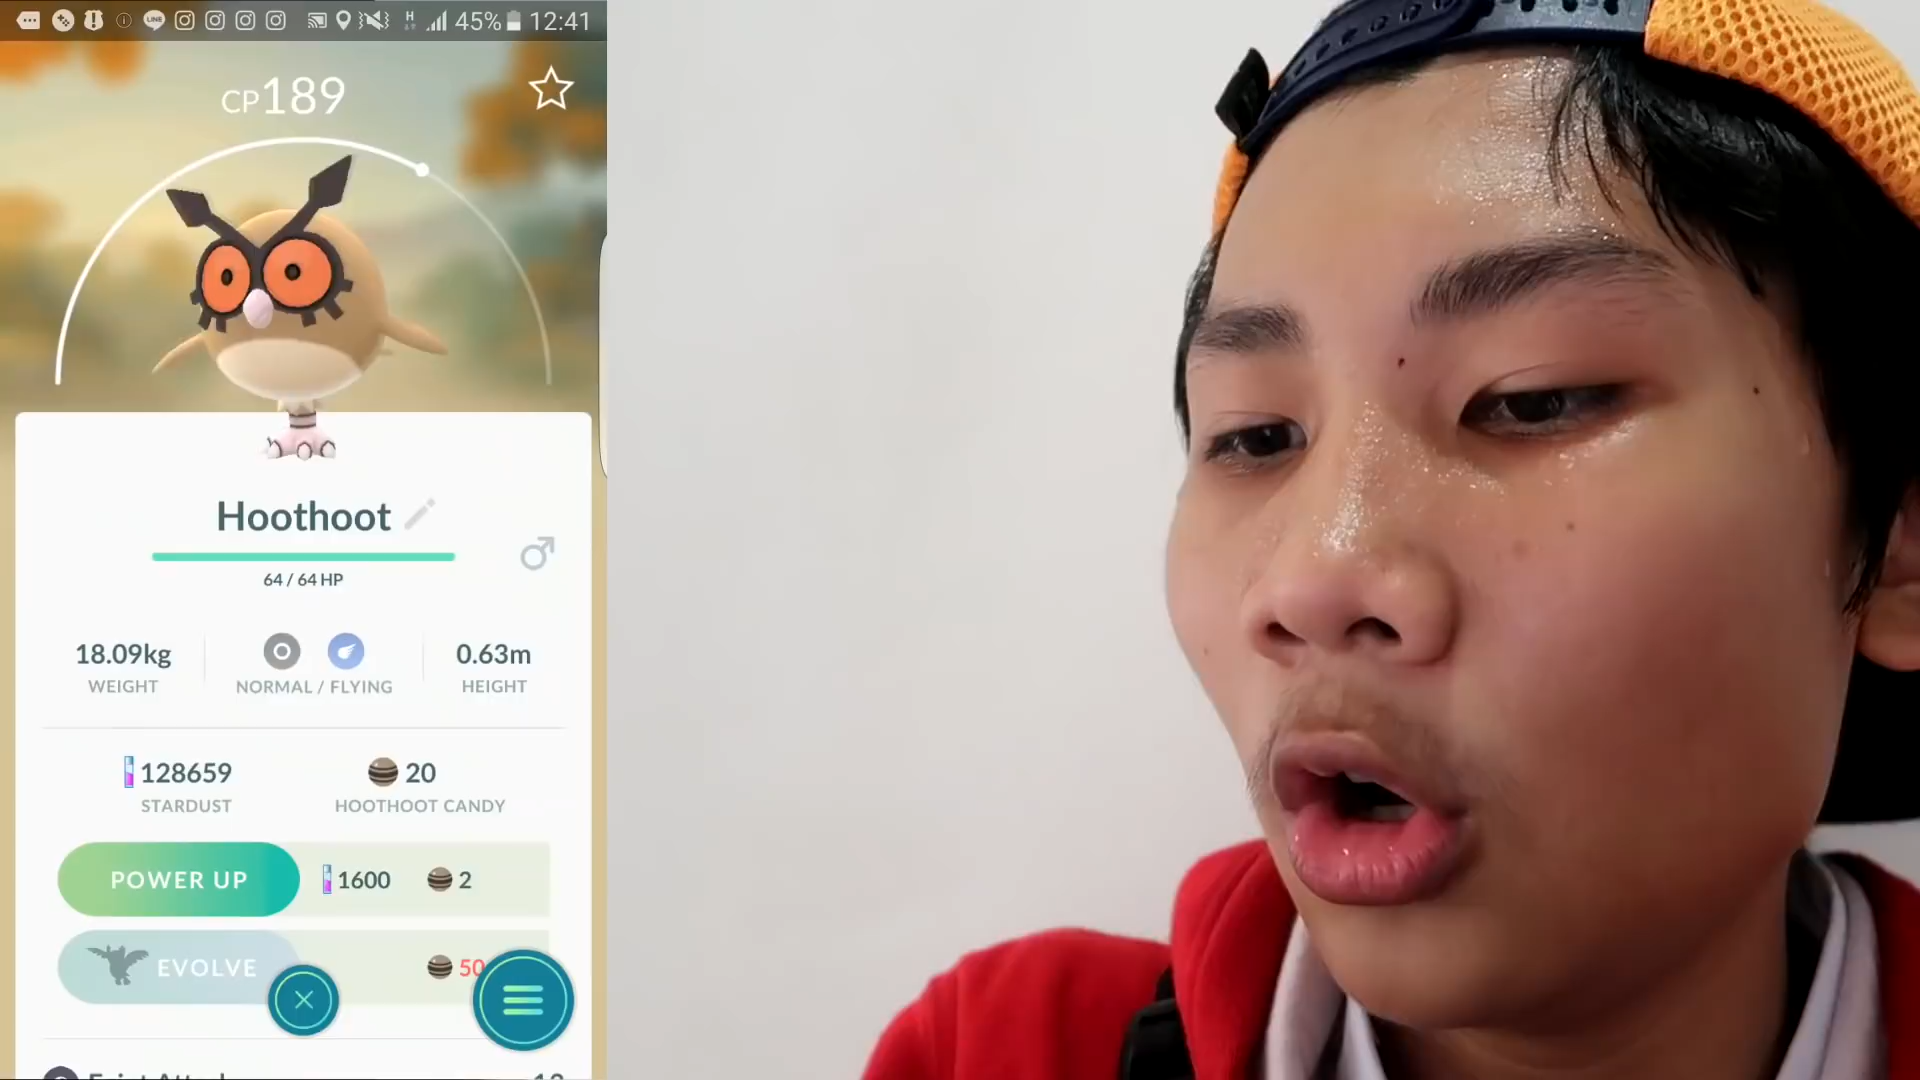 LINE H 45% 12:41
CP189
Hoothoot
64 / 64 HP
18.09kg
WEIGHT
NORMAL / FLYING
0.63m
HEIGHT
128659
STARDUST
20
HOOTHOOT CANDY
POWER UP 1600 2
EVOLVE 50